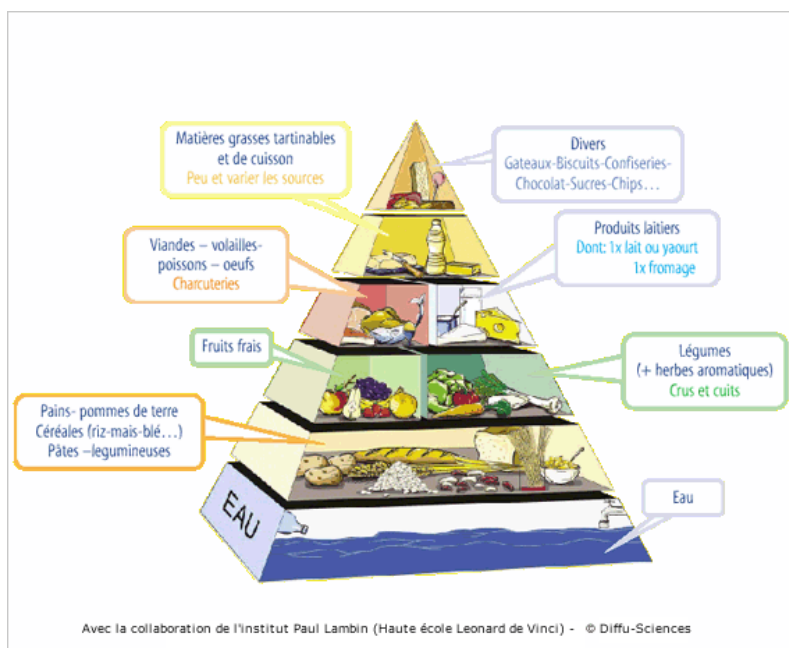 Matières grasses tartinables
et de cuisson
Peu et varier les sources
Divers
Gateaux-Biscuits-Confiseries-
Chocolat-Sucres-Chips...
Viandes – volailles-
poissons – oeufs
Charcuteries
Produits laitiers
Dont: 1x lait ou yaourt
1x fromage
Fruits frais
Légumes
(+ herbes aromatiques)
Crus et cuits
Pains- pommes de terre
Céréales (riz-mais-blé...)
Pâtes –legumineuses
EAU
Eau
Avec la collaboration de l'institut Paul Lambin (Haute école Leonard de Vinci) - © Diffu-Sciences